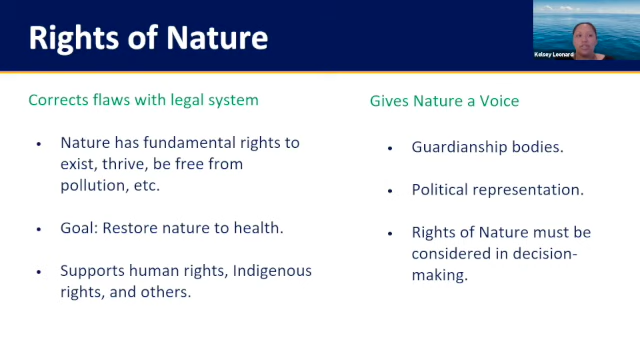 Rights of Nature
Kelsey Leonard
Corrects flaws with legal system
• Nature has fundamental rights to
exist, thrive, be free from
pollution, etc.
• Goal: Restore nature to health.
• Supports human rights, Indigenous
rights, and others.
Gives Nature a Voice
• Guardianship bodies.
• Political representation.
• Rights of Nature must be
considered in decision-
making.